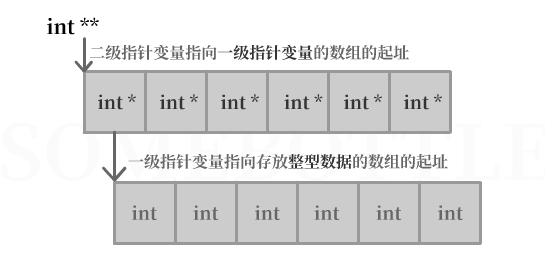 int **
二级指针变量指向一级指针变量的数组的起址
int * int * int * int * int * int *
一级指针变量指向存放整型数据的数组的起址
int int int int int int
SOMEBOTTLE